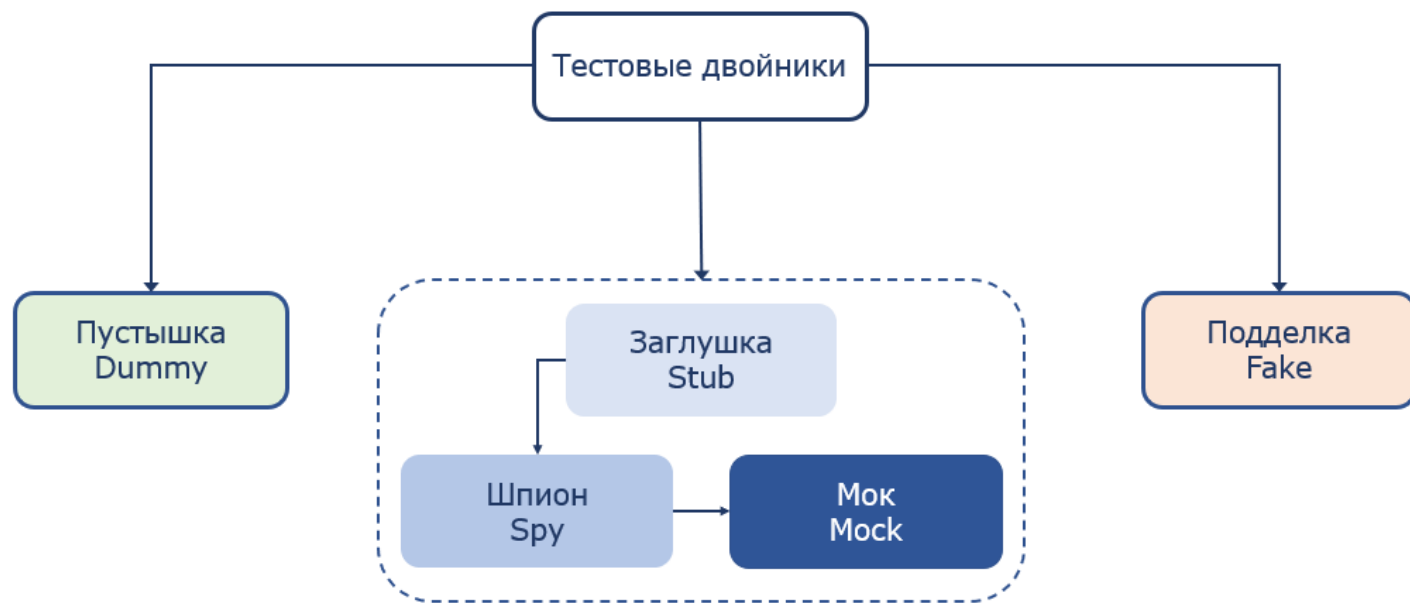 Тестовые двойники
Пустышка
Dummy
Заглушка
Stub
Шпион
Spy
Мок
Mock
Подделка
Fake